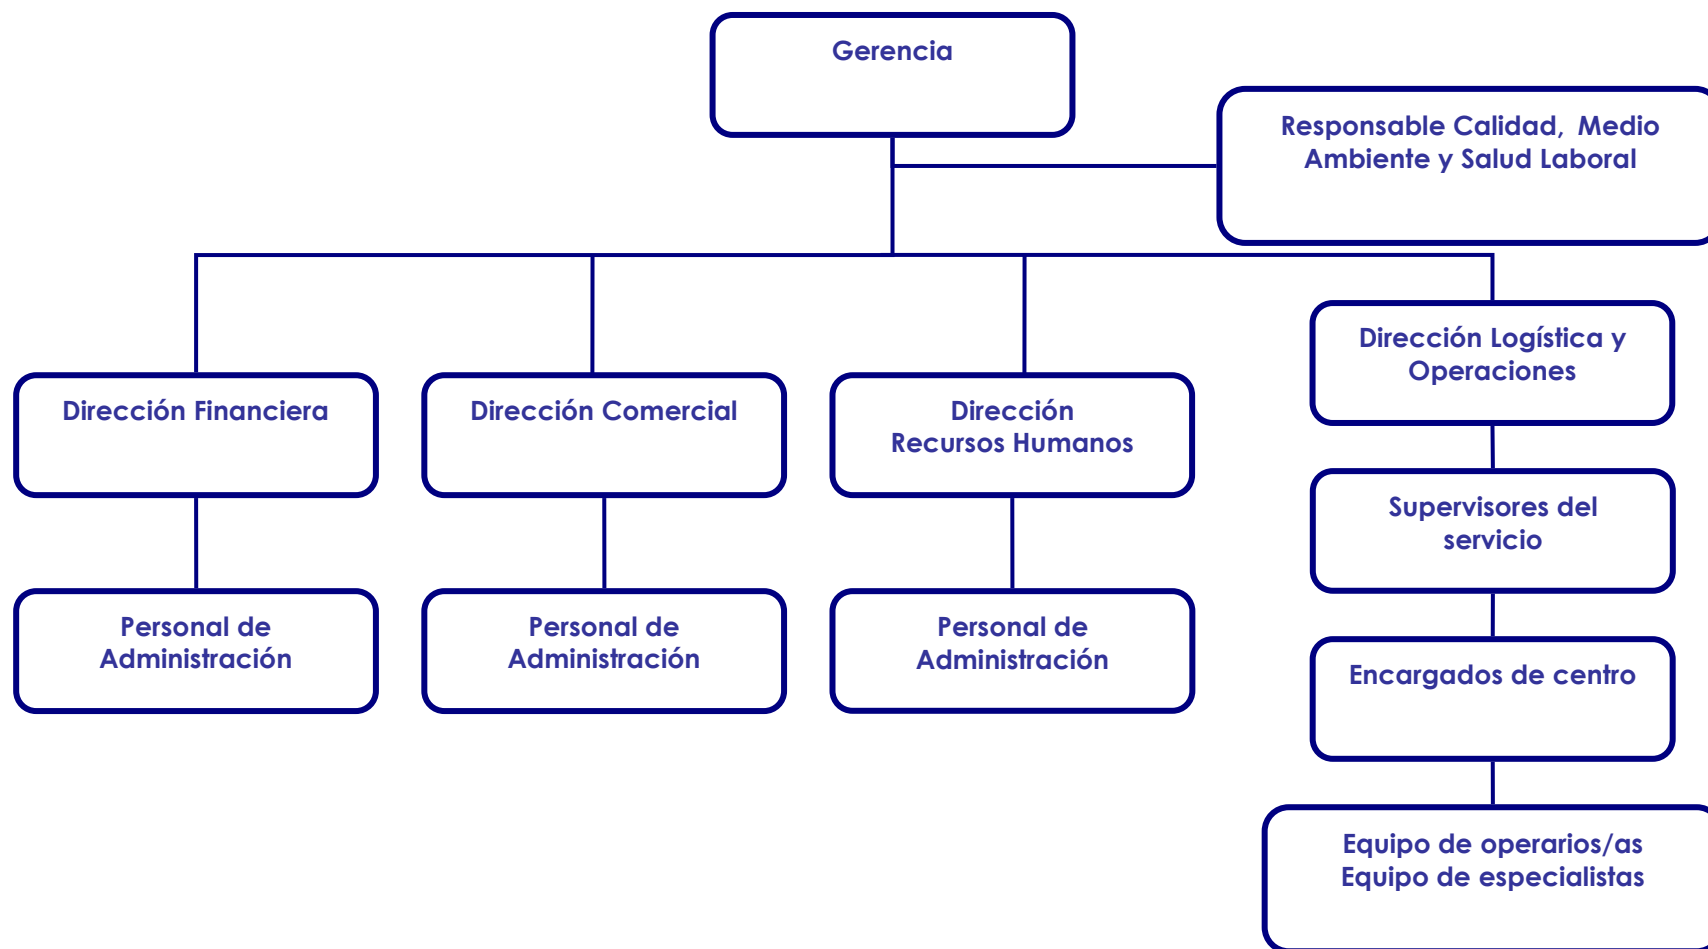 Gerencia
Responsable Calidad, Medio
Ambiente y Salud Laboral
Dirección Logística y
Operaciones
Dirección Financiera
Dirección Comercial
Dirección
Recursos Humanos
Supervisores del
servicio
Personal de
Administración
Personal de
Administración
Personal de
Administración
Encargados de centro
Equipo de operarios/as
Equipo de especialistas